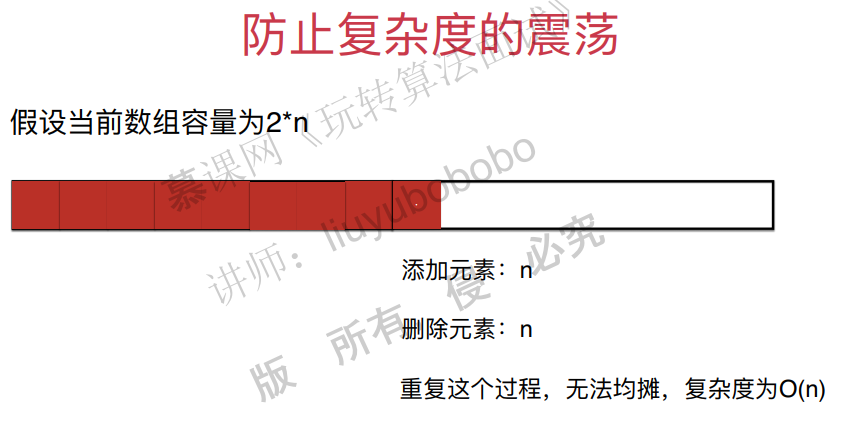 防止复杂度的震荡
慕课网《玩转算法面试》
假设当前数组容量为2*n
讲师：liuyubobobo
添加元素：n
版 所有 侵 必究
删除元素：n
重复这个过程，无法均摊，复杂度为O(n)